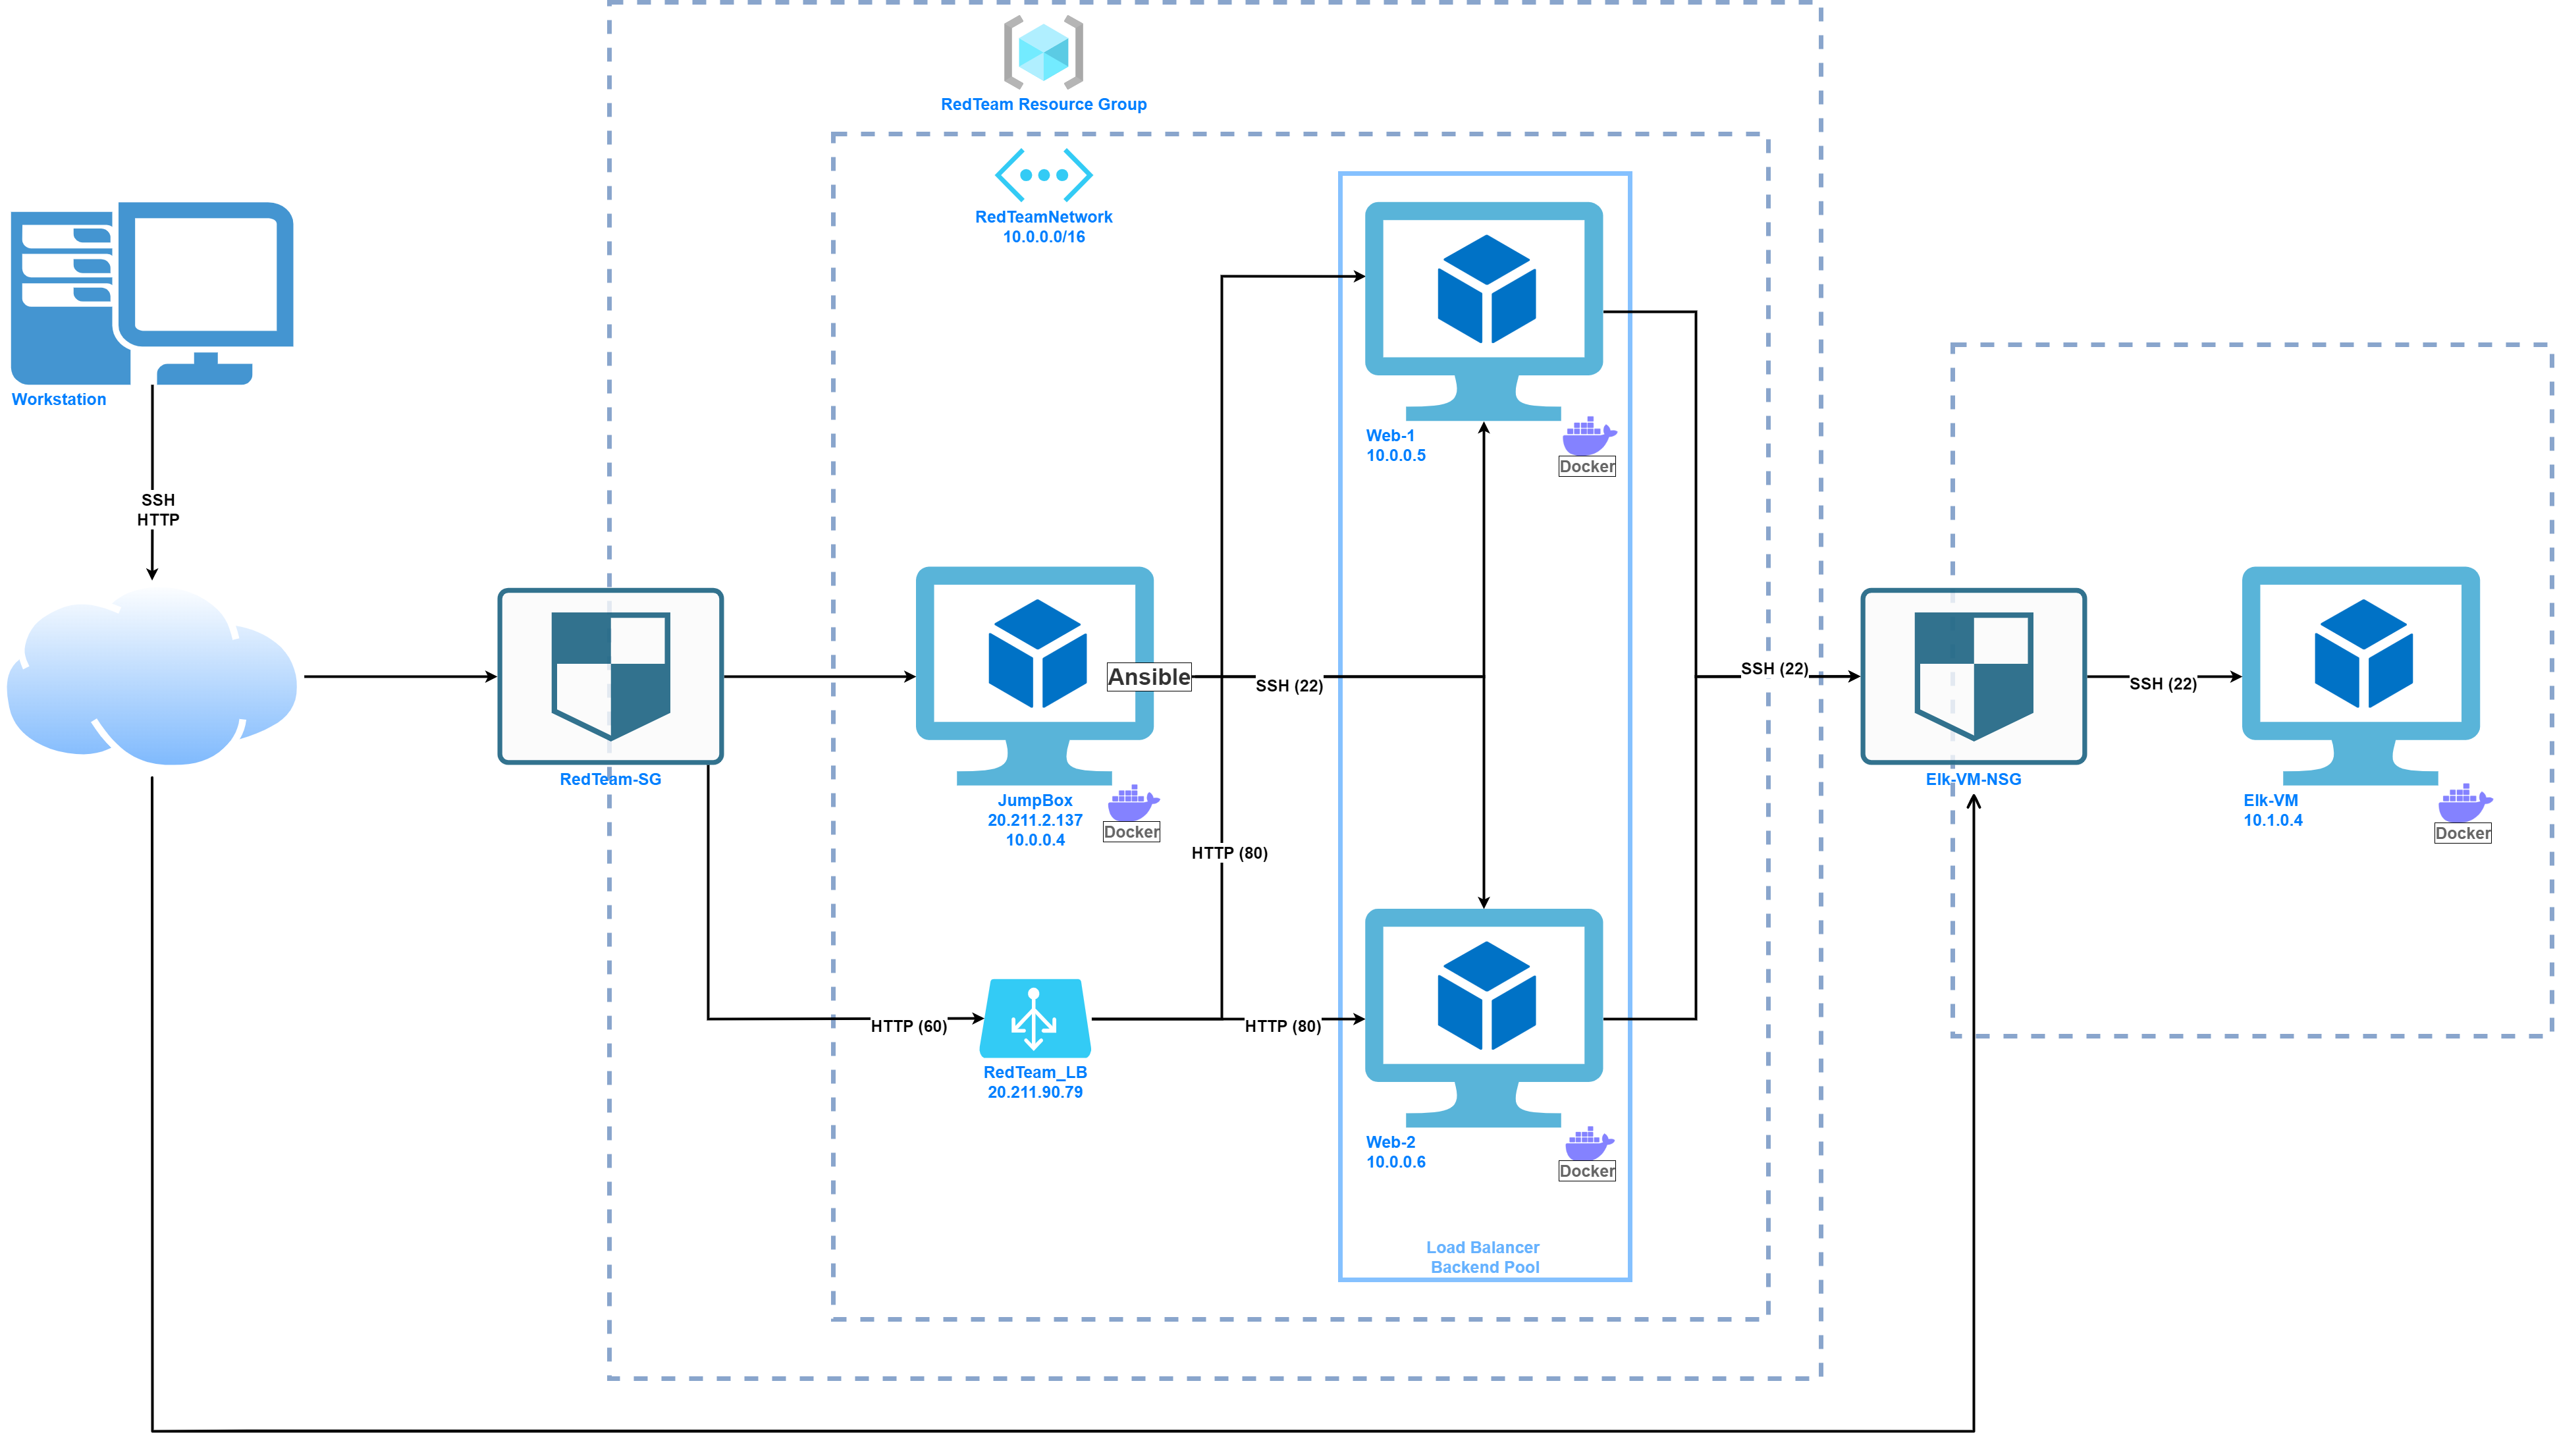 RedTeam Resource Group
RedTeamNetwork
10.0.0.0/16
Workstation
SSH
HTTP
Web-1
10.0.0.5
Docker
RedTeam-SG
Ansible
SSH (22)
JumpBox
20.211.2.137
10.0.0.4
Docker
SSH (22)
Elk-VM-NSG
SSH (22)
Elk-VM
10.1.0.4
Docker
HTTP (80)
HTTP (60)
HTTP (80)
RedTeam_LB
20.211.90.79
Web-2
10.0.0.6
Docker
Load Balancer
Backend Pool